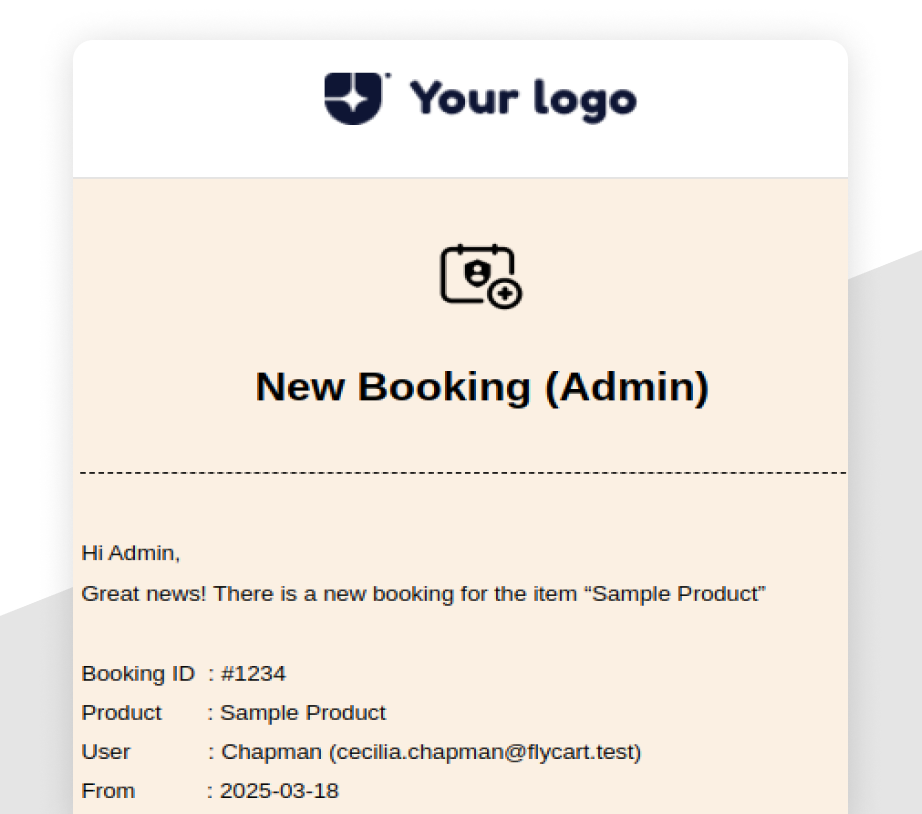 Your logo
New Booking (Admin)
Hi Admin,
Great news! There is a new booking for the item “Sample Product”
Booking ID : #1234
Product : Sample Product
User : Chapman (cecilia.chapman@flycart.test)
From : 2025-03-18